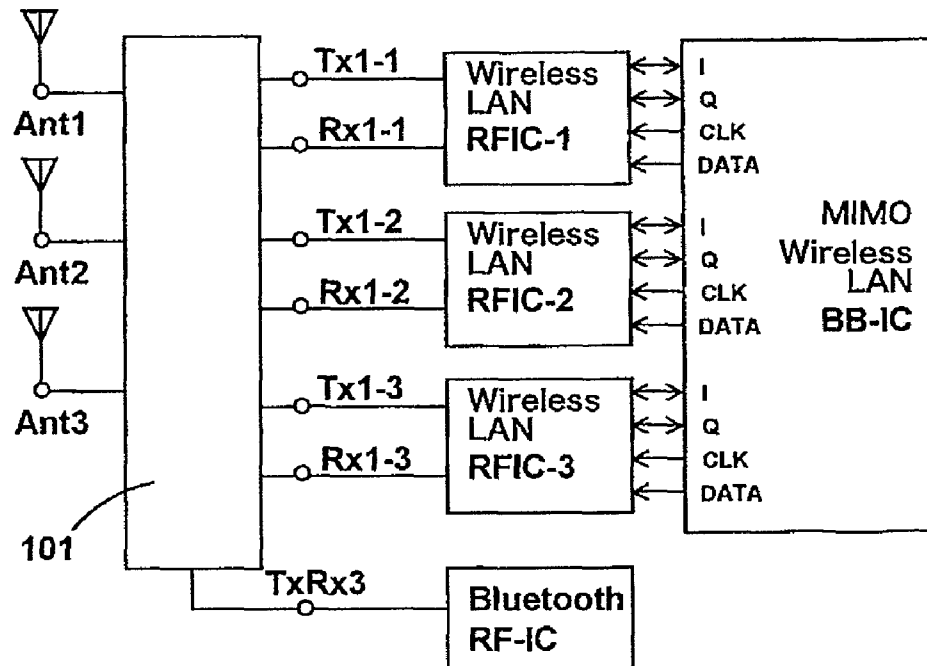 Ant1
Ant2
Ant3
101
Tx1-1
Rx1-1
Tx1-2
Rx1-2
Tx1-3
Rx1-3
TxRx3
Wireless
LAN
RFIC-1
Wireless
LAN
RFIC-2
Wireless
LAN
RFIC-3
Bluetooth
RF-IC
I
Q
CLK
DATA
I
Q
CLK
DATA
I
Q
CLK
DATA
MIMO
Wireless
LAN
BB-IC